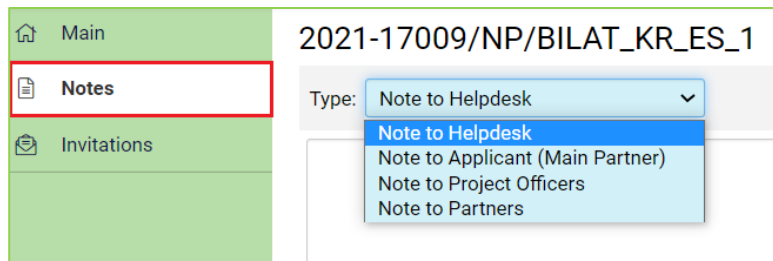 Main
Notes
Invitations
2021-17009/NP/BILAT_KR_ES_1
Type: Note to Helpdesk
Note to Helpdesk
Note to Applicant (Main Partner)
Note to Project Officers
Note to Partners